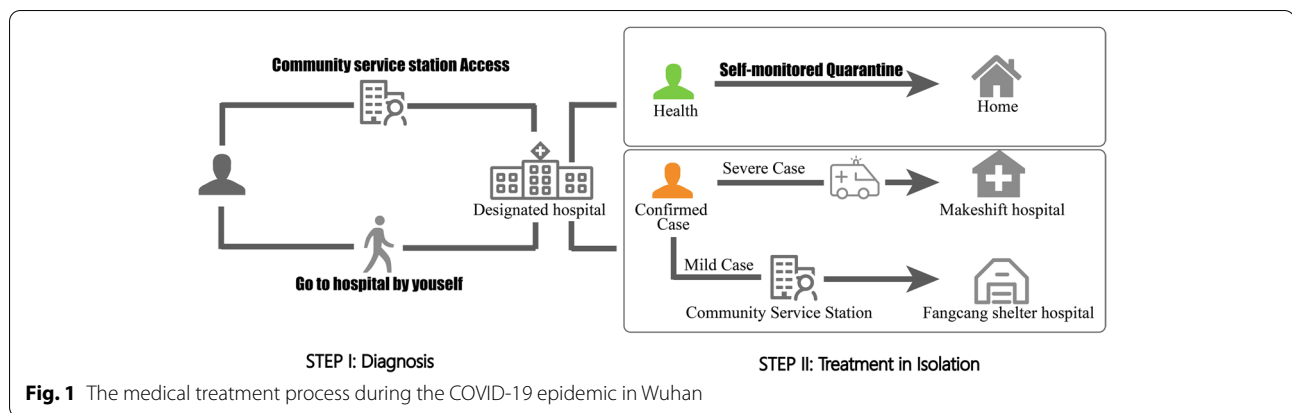 Community service station Access
Designated hospital
Go to hospital by youself
STEP I: Diagnosis
Health
Self-monitored Quarantine
Home
Confirmed
Case
Severe Case
Makeshift hospital
Mild Case
Community Service Station
Fangcang shelter hospital
STEP II: Treatment in Isolation
Fig. 1 The medical treatment process during the COVID-19 epidemic in Wuhan